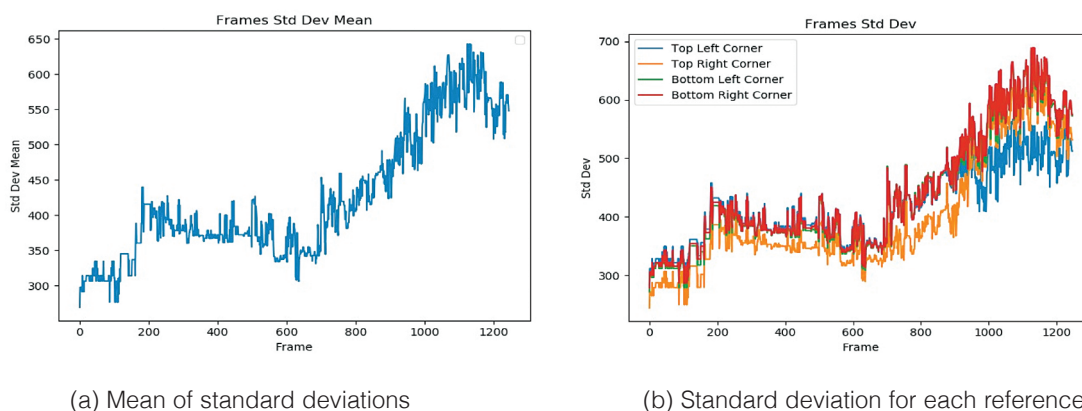 Frames Std Dev Mean
650
600
550
500
450
400
350
300
Std Dev Mean
0 200 400 600 800 1000 1200
Frame
(a) Mean of standard deviations
Frames Std Dev
Top Left Corner
Top Right Corner
Bottom Left Corner
Bottom Right Corner
700
600
500
400
300
Std Dev
0 200 400 600 800 1000 1200
Frame
(b) Standard deviation for each reference